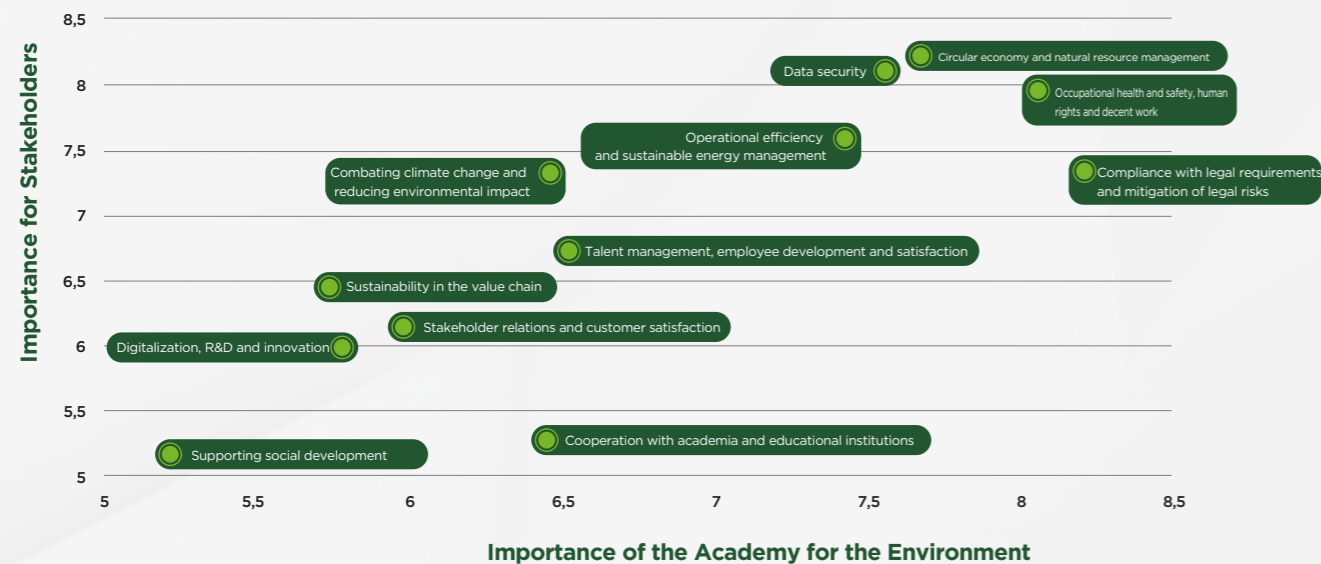 Importance for Stakeholders
8,5
8
7,5
7
6,5
6
5,5
5
Circular economy and natural resource management
Data security
Occupational health and safety, human
rights and decent work
Operational efficiency
and sustainable energy management
Combating climate change and
reducing environmental impact
Compliance with legal requirements
and mitigation of legal risks
Talent management, employee development and satisfaction
Sustainability in the value chain
Stakeholder relations and customer satisfaction
Digitalization, R&D and innovation
Cooperation with academia and educational institutions
Supporting social development
5
5,5
6
6,5
7
7,5
8
8,5
Importance of the Academy for the Environment